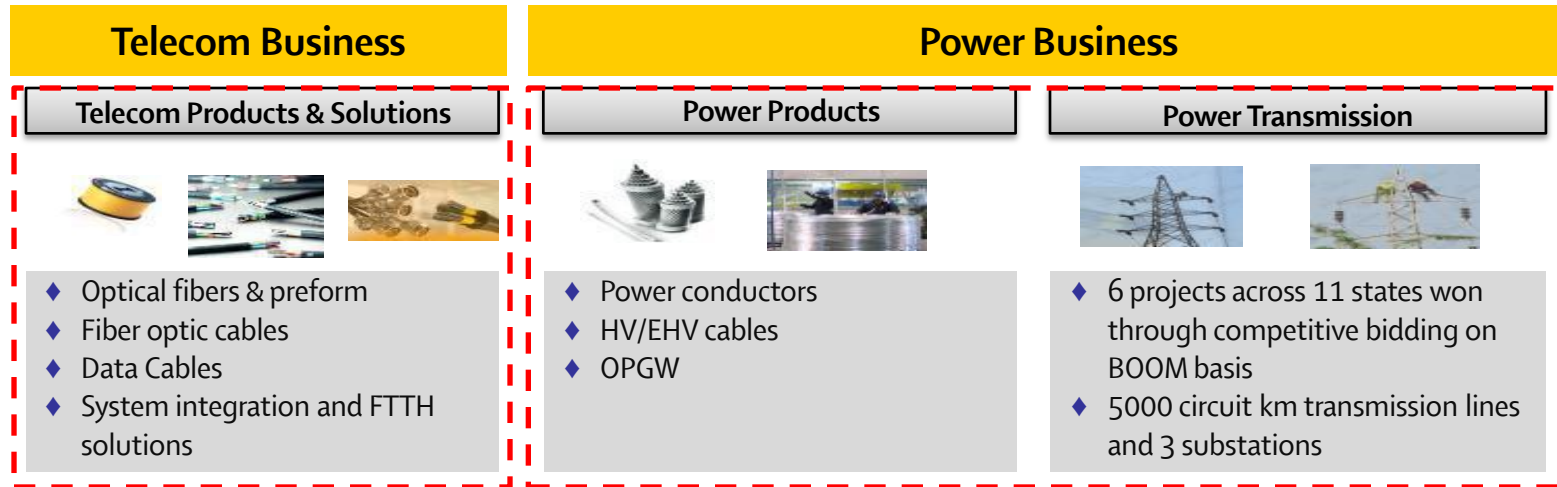 Telecom Business
Power Business
Telecom Products & Solutions
Power Products
Power Transmission
♦ Optical fibers & preform
♦ Fiber optic cables
♦ Data Cables
♦ System integration and FTTH
solutions
♦ Power conductors
♦ HV/EHV cables
♦ OPGW
♦ 6 projects across 11 states won
through competitive bidding on
BOOM basis
♦ 5000 circuit km transmission lines
and 3 substations